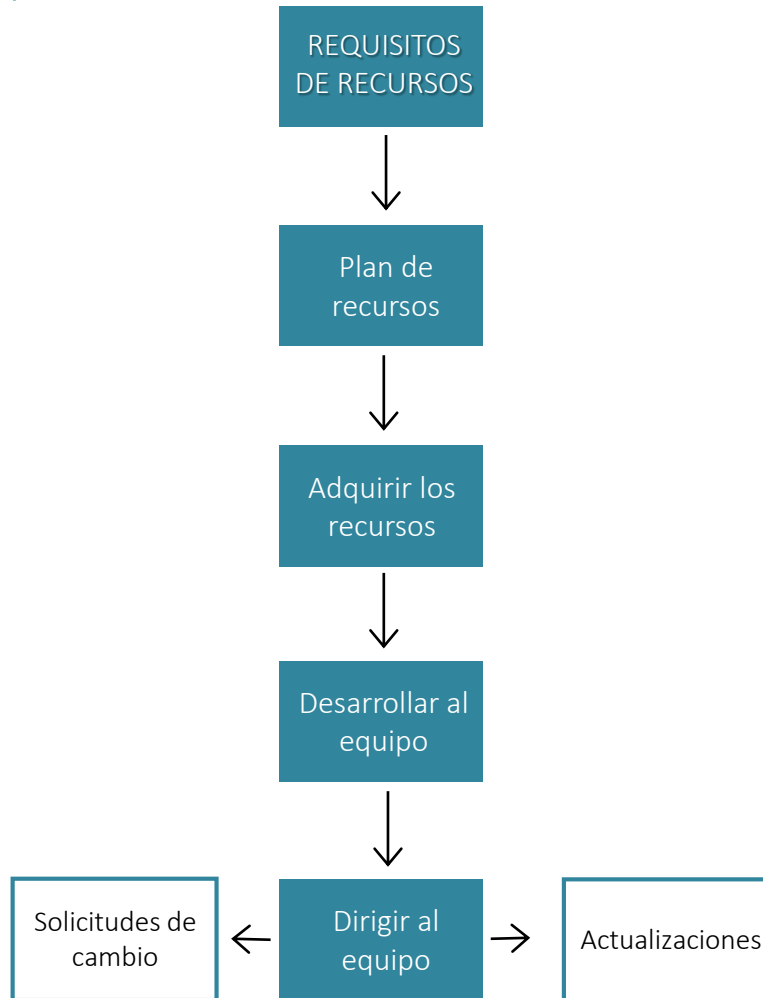 REQUISITOS
DE RECURSOS
Plan de
recursos
Adquirir los
recursos
Desarrollar al
equipo
Solicitudes de
cambio
Dirigir al
equipo
Actualizaciones